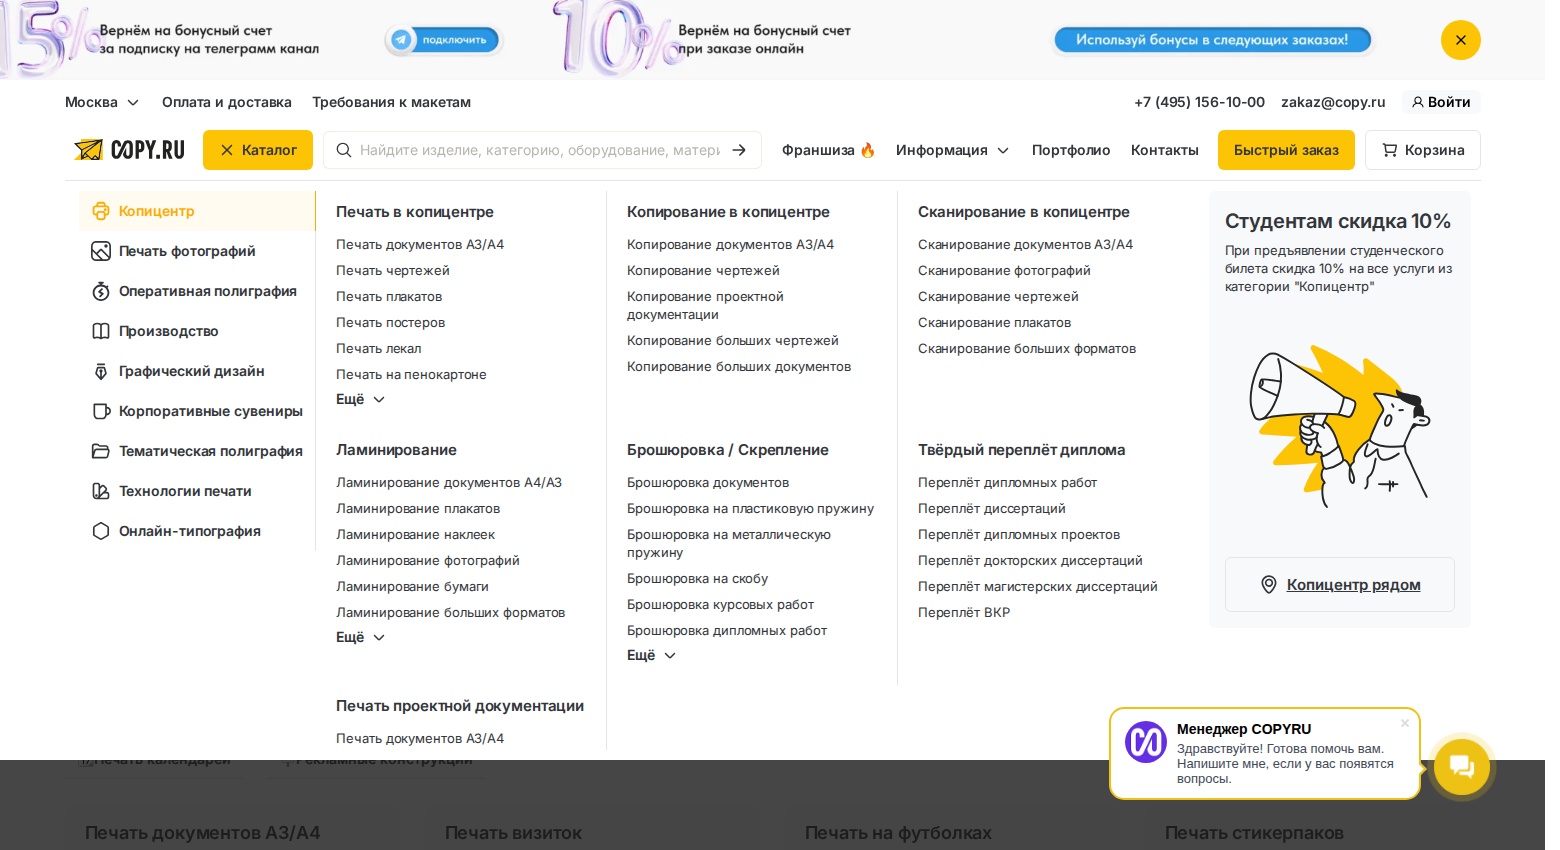 15%
Вернём на бонусный счет
за подписку на телеграмм канал
подключить
10%
Вернём на бонусный счет
при заказе онлайн
Используй бонусы в следующих заказах!
Москва
Оплата и доставка
Требования к макетам
+7 (495) 156-10-00
zakaz@copy.ru
Войти
COPY.RU
Каталог
Найдите изделие, категорию, оборудование, матери
Франшиза 🔥
Информация
Портфолио
Контакты
Быстрый заказ
Корзина
Копицентр
Печать фотографий
Оперативная полиграфия
Производство
Графический дизайн
Корпоративные сувениры
Тематическая полиграфия
Технологии печати
Онлайн-типография
Печать в копицентре
Печать документов А3/А4
Печать чертежей
Печать плакатов
Печать постеров
Печать лекал
Печать на пенокартоне
Ещё
Копирование в копицентре
Копирование документов А3/А4
Копирование чертежей
Копирование проектной
документации
Копирование больших чертежей
Копирование больших документов
Сканирование в копицентре
Сканирование документов А3/А4
Сканирование фотографий
Сканирование чертежей
Сканирование плакатов
Сканирование больших форматов
Ламинирование
Ламинирование документов А4/А3
Ламинирование плакатов
Ламинирование наклеек
Ламинирование фотографий
Ламинирование бумаги
Ламинирование больших форматов
Ещё
Брошюровка / Скрепление
Брошюровка документов
Брошюровка на пластиковую пружину
Брошюровка на металлическую
пружину
Брошюровка на скобу
Брошюровка курсовых работ
Брошюровка дипломных работ
Ещё
Твёрдый переплёт диплома
Переплёт дипломных работ
Переплёт диссертаций
Переплёт дипломных проектов
Переплёт докторских диссертаций
Переплёт магистерских диссертаций
Переплёт ВКР
Печать проектной документации
Печать документов А3/А4
Студентам скидка 10%
При предъявлении студенческого
билета скидка 10% на все услуги из
категории "Копицентр"
Копицентр рядом
Менеджер COPYRU
Здравствуйте! Готова помочь вам.
Напишите мне, если у вас появятся
вопросы.
Печать календарей
Рекламные конструкции
Печать документов А3/А4
Печать визиток
Печать на футболках
Печать стикерпаков